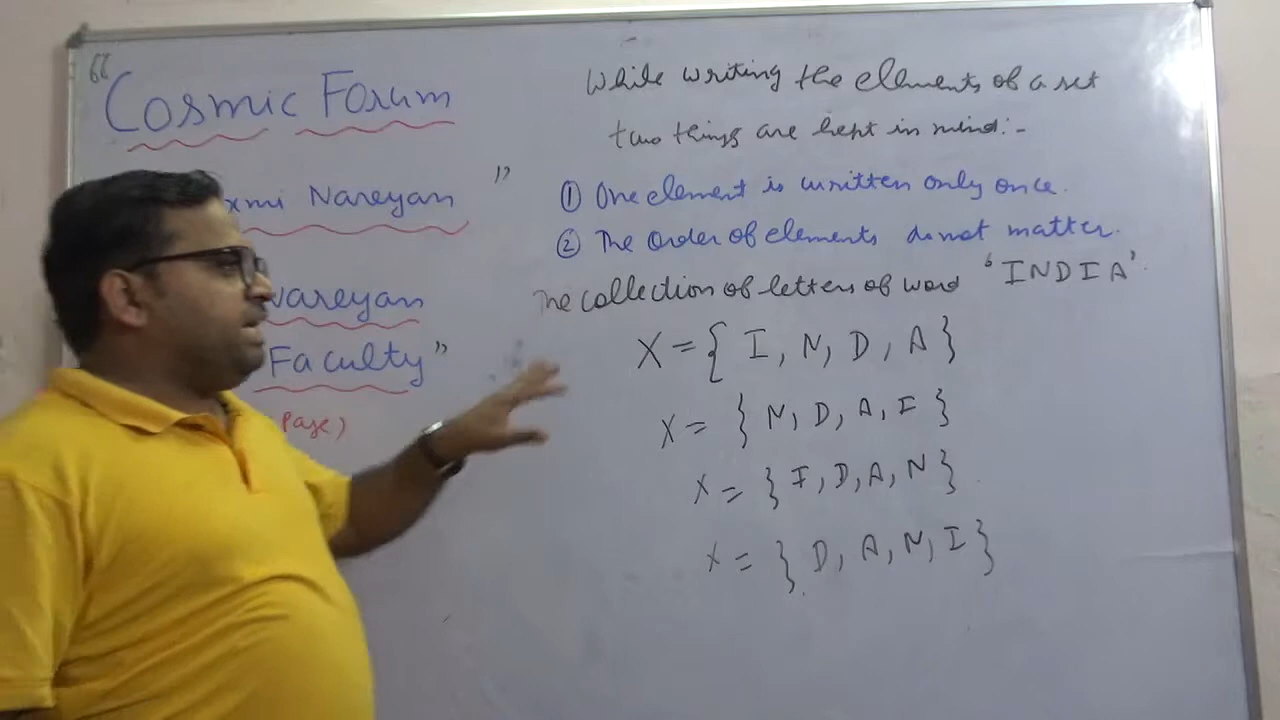 “ Cosmic Forum
xmi Narayan ”
Narayan
Faculty ”
Page)
While writing the elements of a set
two things are kept in mind:-
① One element is written only once.
② The Order of elements do not matter.
The collection of letters of word ‘INDIA’.
X = { I, N, D, A }
X = } N, D, A, I }
X = } I, D, A, N }
X = } D, A, N, I }